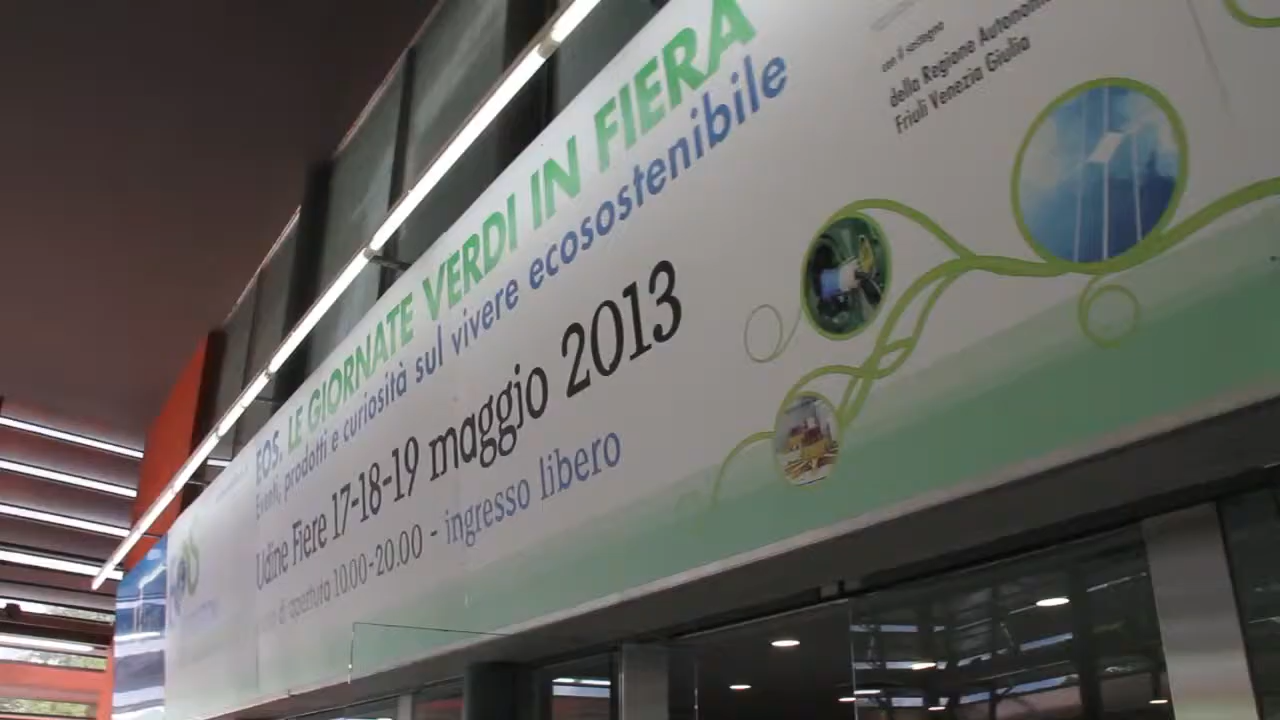 EOS. LE GIORNATE VERDI IN FIERA
Eventi, prodotti e curiosità sul vivere ecosostenibile
Udine Fiere 17-18-19 maggio 2013
di apertura 10.00-20.00 - ingresso libero
con il sostegno
della Regione Autonoma
Friuli Venezia Giulia